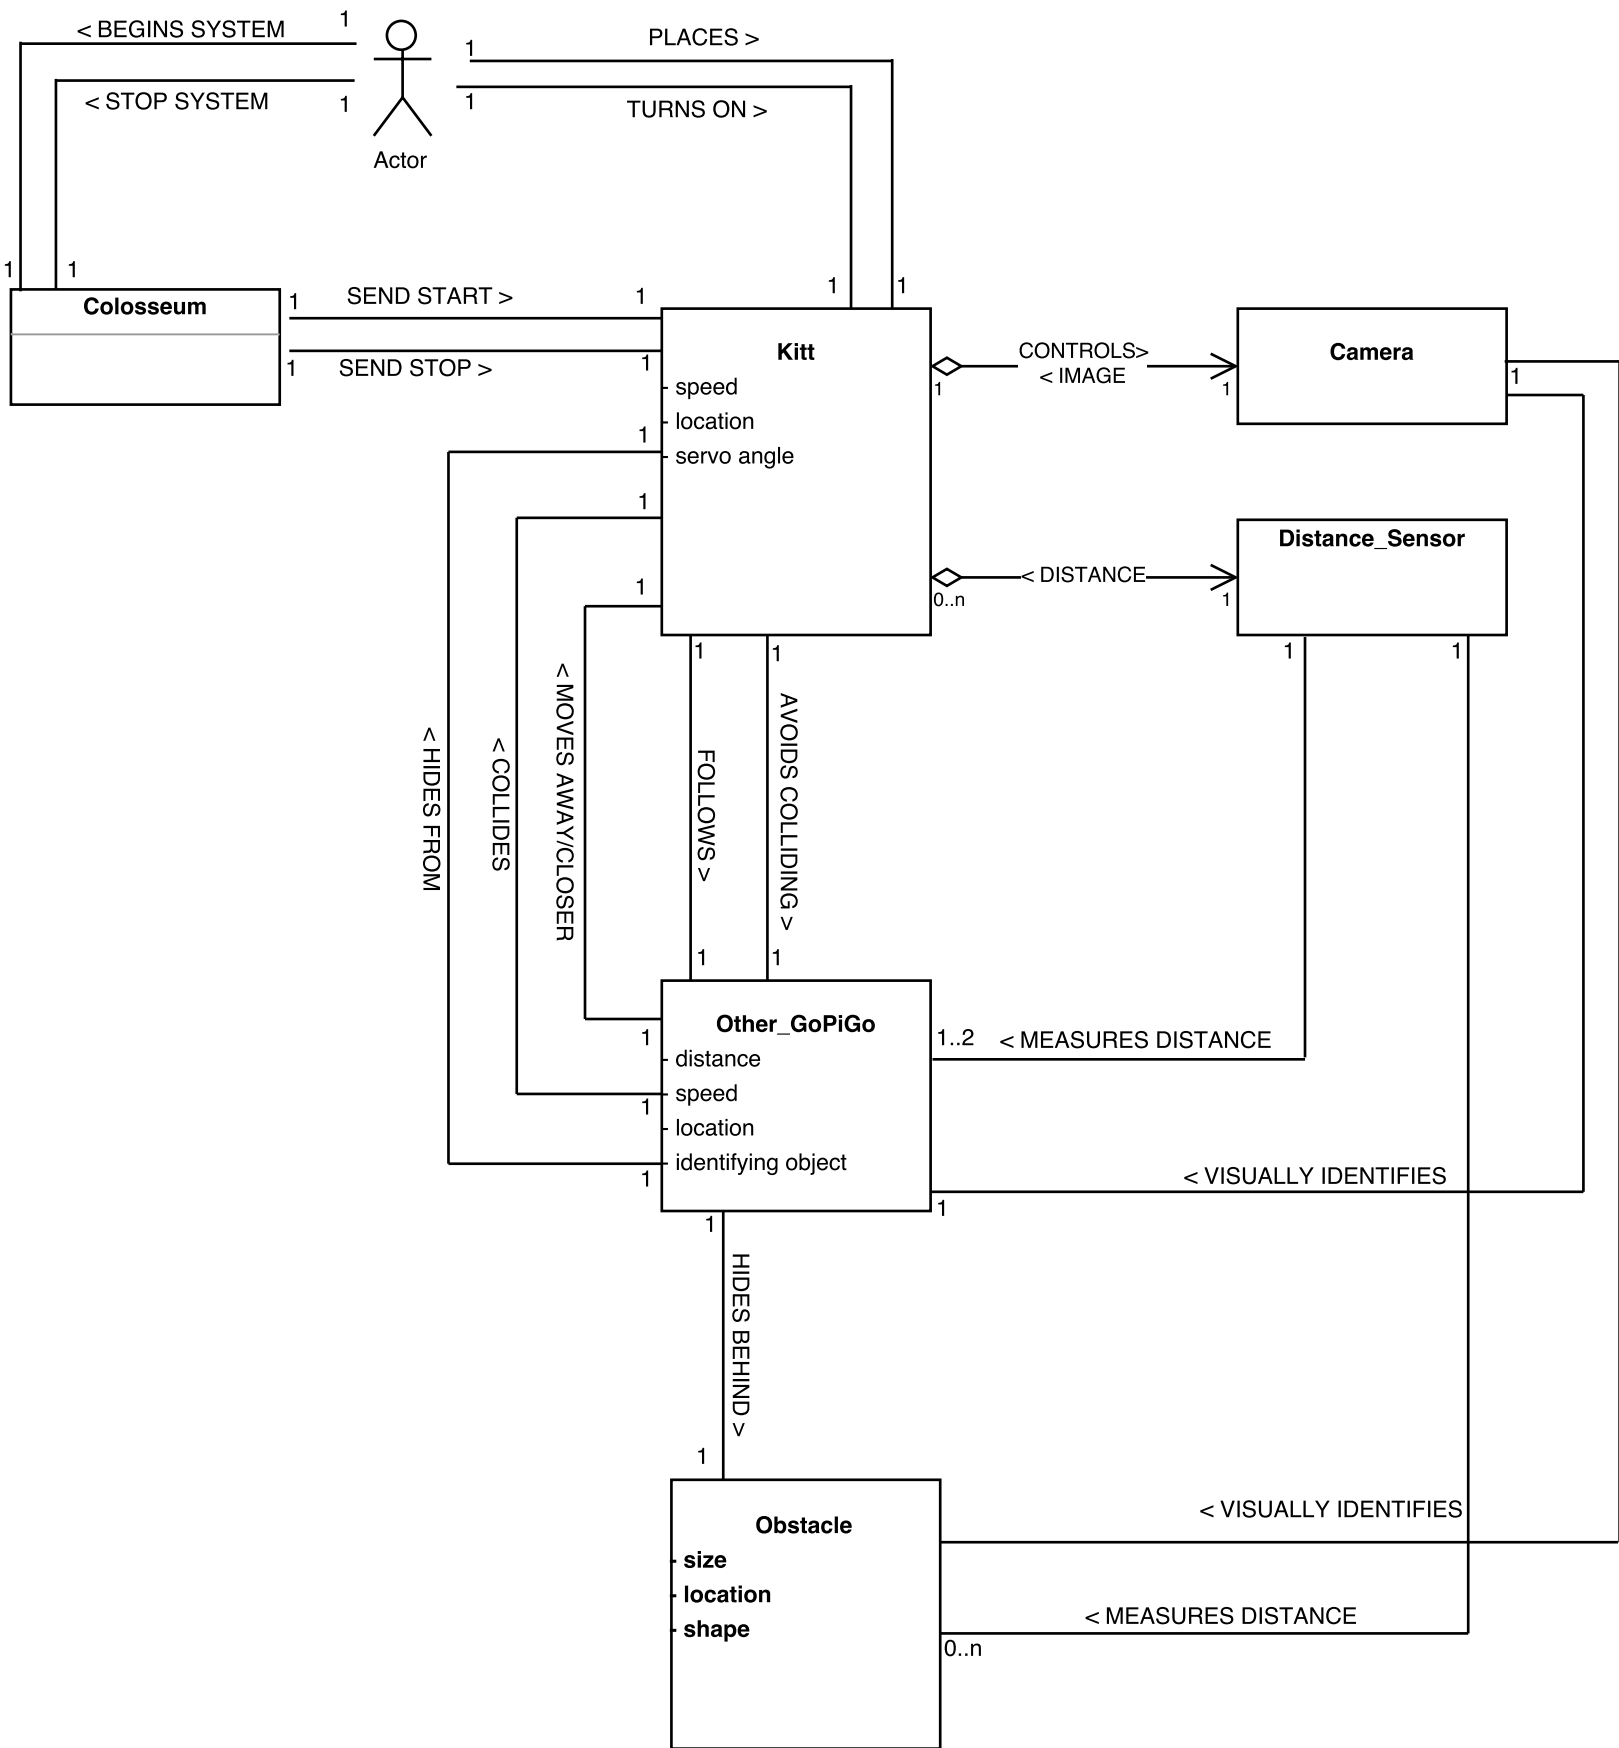 < BEGINS SYSTEM
1
1
PLACES >
< STOP SYSTEM
1
1
TURNS ON >
Actor
1
1
1
1
Colosseum
1
SEND START >
1
1
SEND STOP >
1
Kitt
speed
location
servo angle
1
1
1
CONTROLS>
< IMAGE
1
1
Camera
1
Distance_Sensor
< DISTANCE
0..n
1
1
1
1
1
< HIDES FROM
< COLLIDES
< MOVES AWAY/CLOSER
FOLLOWS >
AVOIDS COLLIDING >
1
1
Other_GoPiGo
distance
speed
location
identifying object
1
1
1
1..2
< MEASURES DISTANCE
< VISUALLY IDENTIFIES
1
1
HIDES BEHIND >
1
Obstacle
- size
- location
- shape
< VISUALLY IDENTIFIES
< MEASURES DISTANCE
0..n